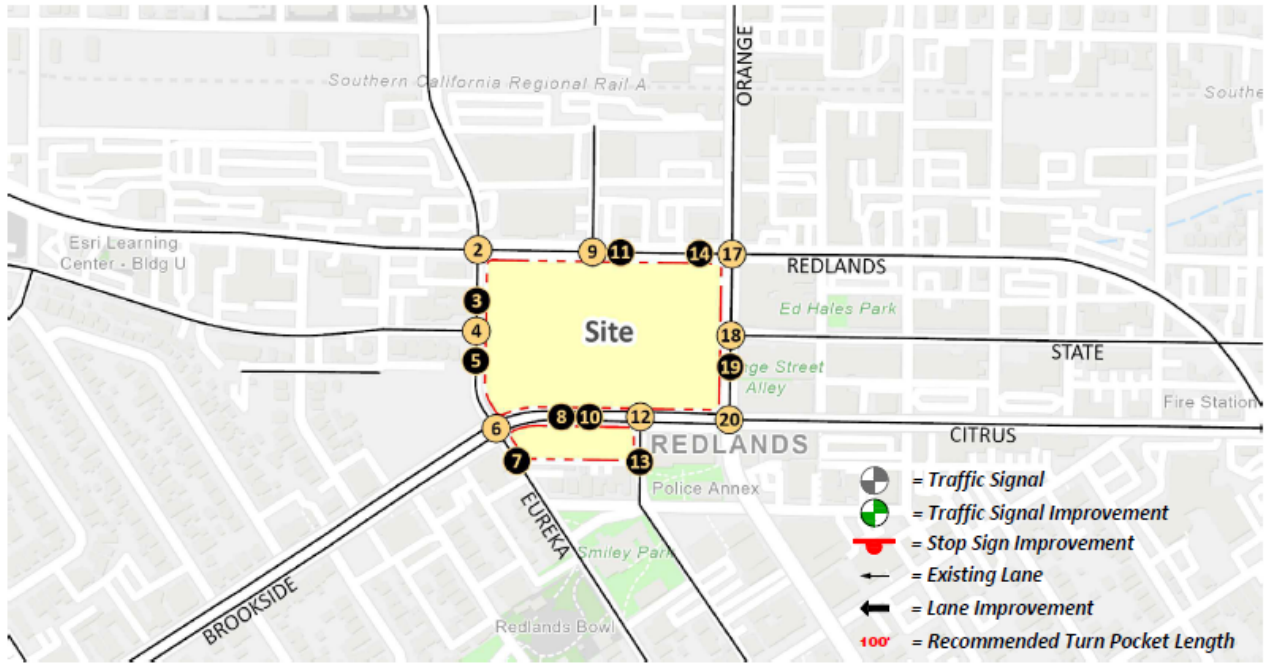 ORANGE
Southern California Regional Rail A
Southe
Esri Learning
Center - Bldg U
2
9
11
14
17
REDLANDS
3
Ed Hales Park
4
Site
18
STATE
5
19
nge Street
Alley
Fire Station
8
10
12
20
6
CITRUS
REDLANDS
7
13
Police Annex
= Traffic Signal
EUREKA
= Traffic Signal Improvement
= Stop Sign Improvement
Smiley Park
= Existing Lane
BROOKSIDE
= Lane Improvement
Redlands Bowl
100' = Recommended Turn Pocket Length